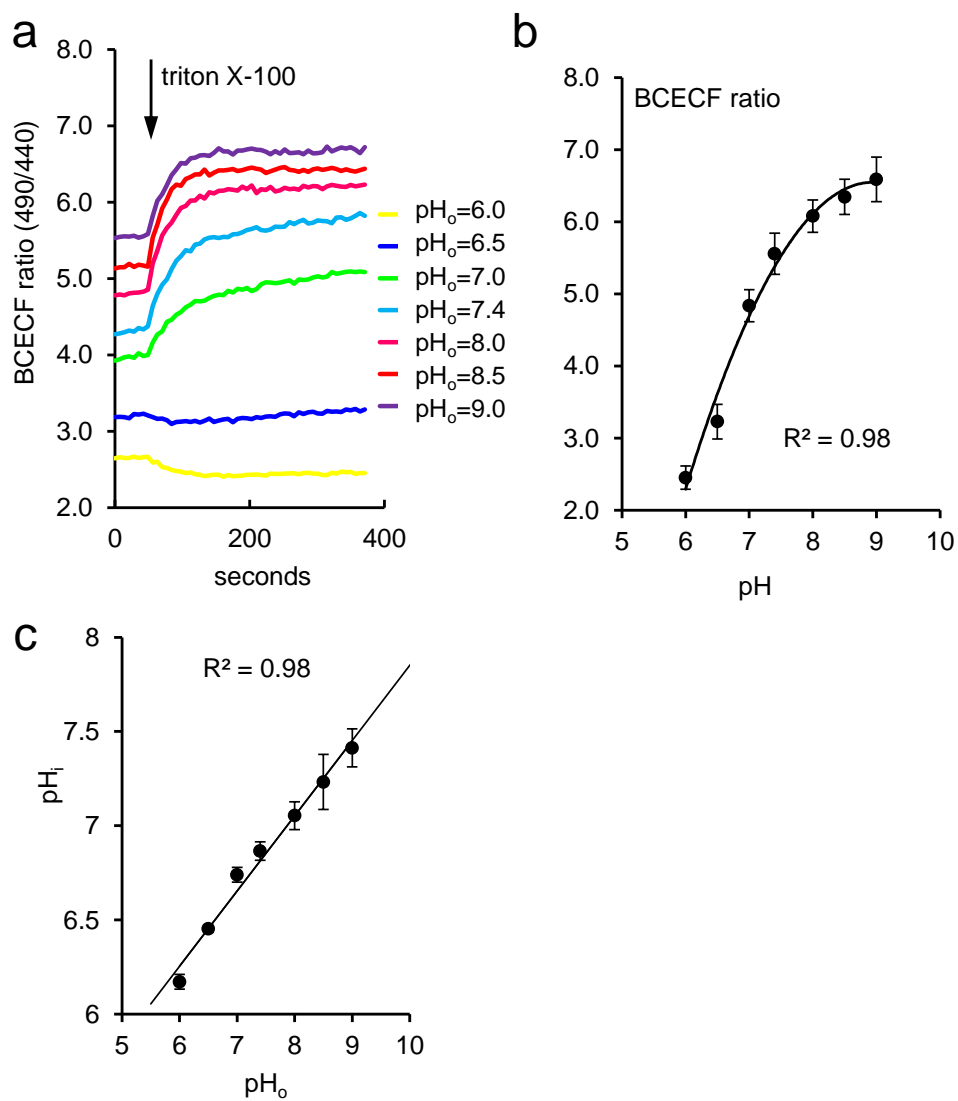 a
8.0
7.0
6.0
5.0
4.0
3.0
2.0
BCECF ratio (490/440)
triton X-100
pHₒ=6.0
pHₒ=6.5
pHₒ=7.0
pHₒ=7.4
pHₒ=8.0
pHₒ=8.5
pHₒ=9.0
0 200 400
seconds
b
BCECF ratio
8.0
7.0
6.0
5.0
4.0
3.0
2.0
R² = 0.98
5 6 7 8 9 10
pH
c
8
7.5
7
6.5
6
pHᵢ
R² = 0.98
5 6 7 8 9 10
pHₒ